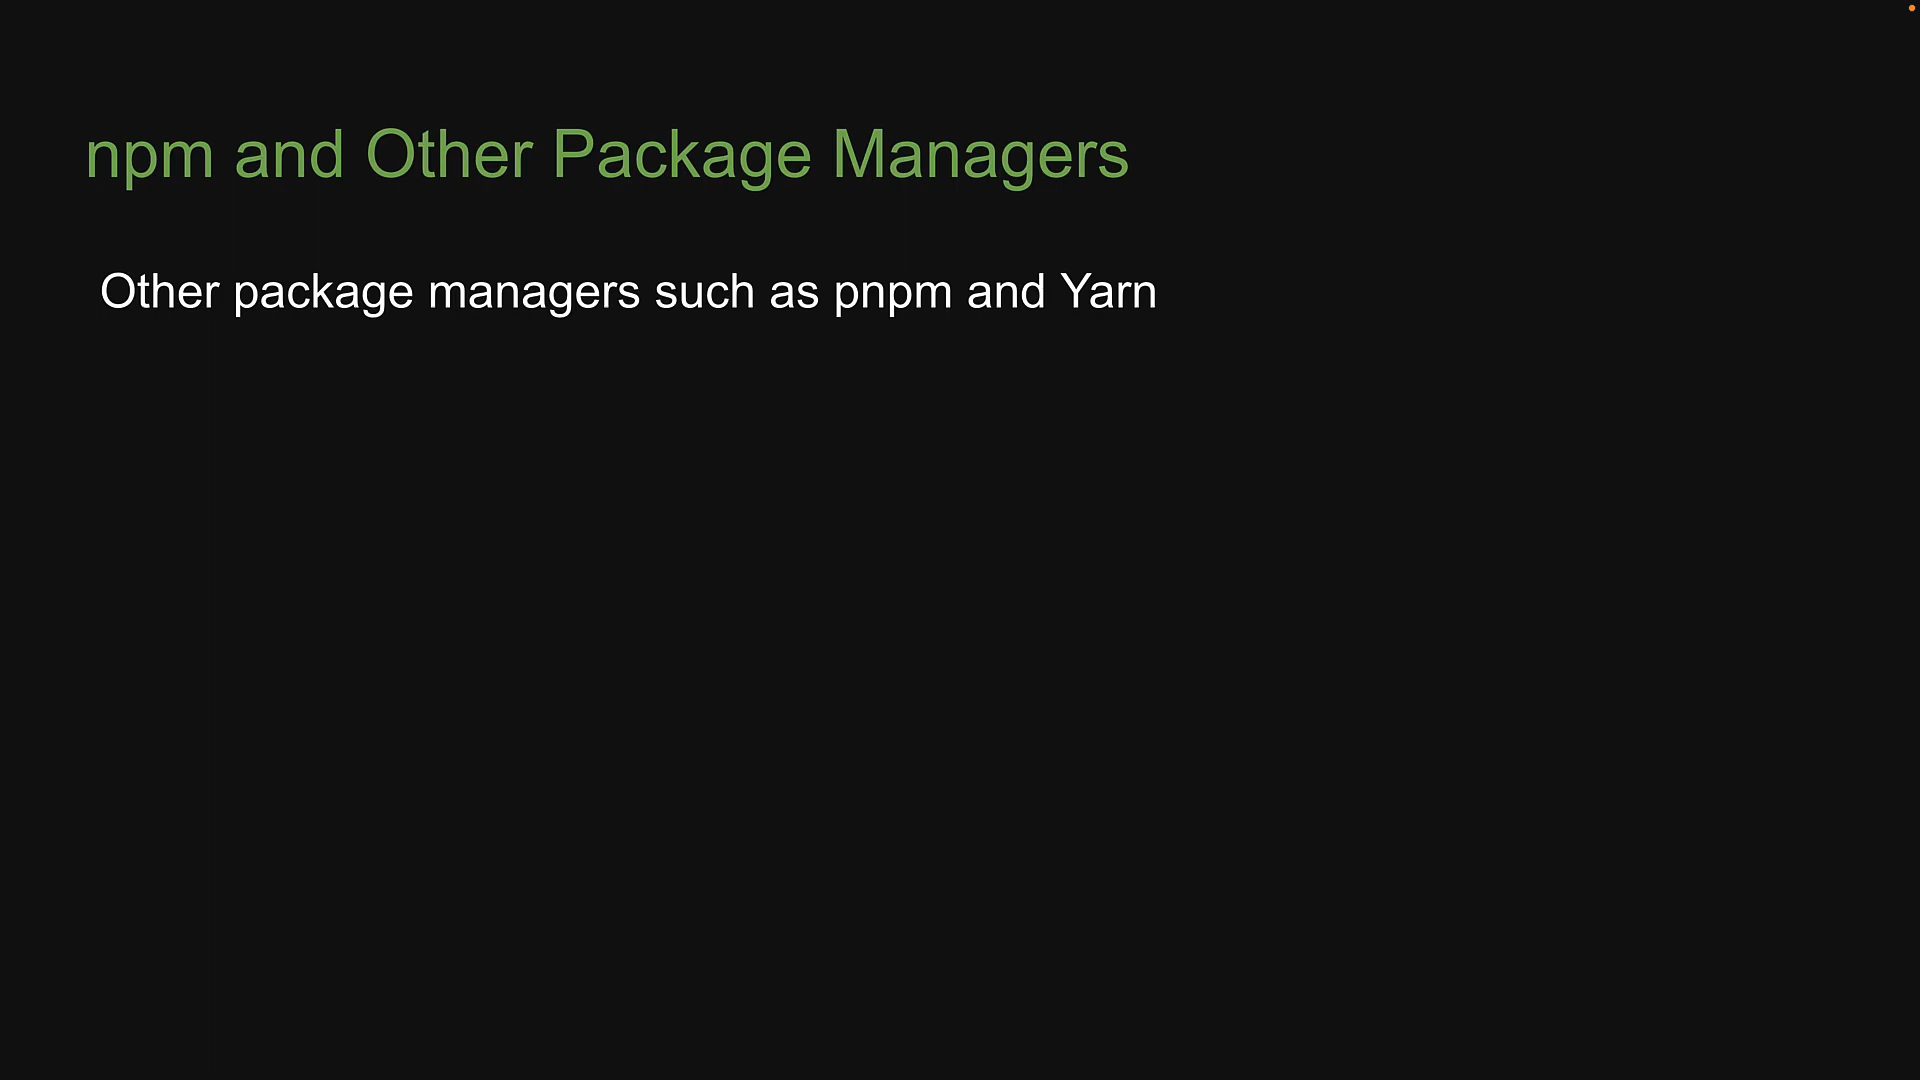 npm and Other Package Managers
Other package managers such as pnpm and Yarn